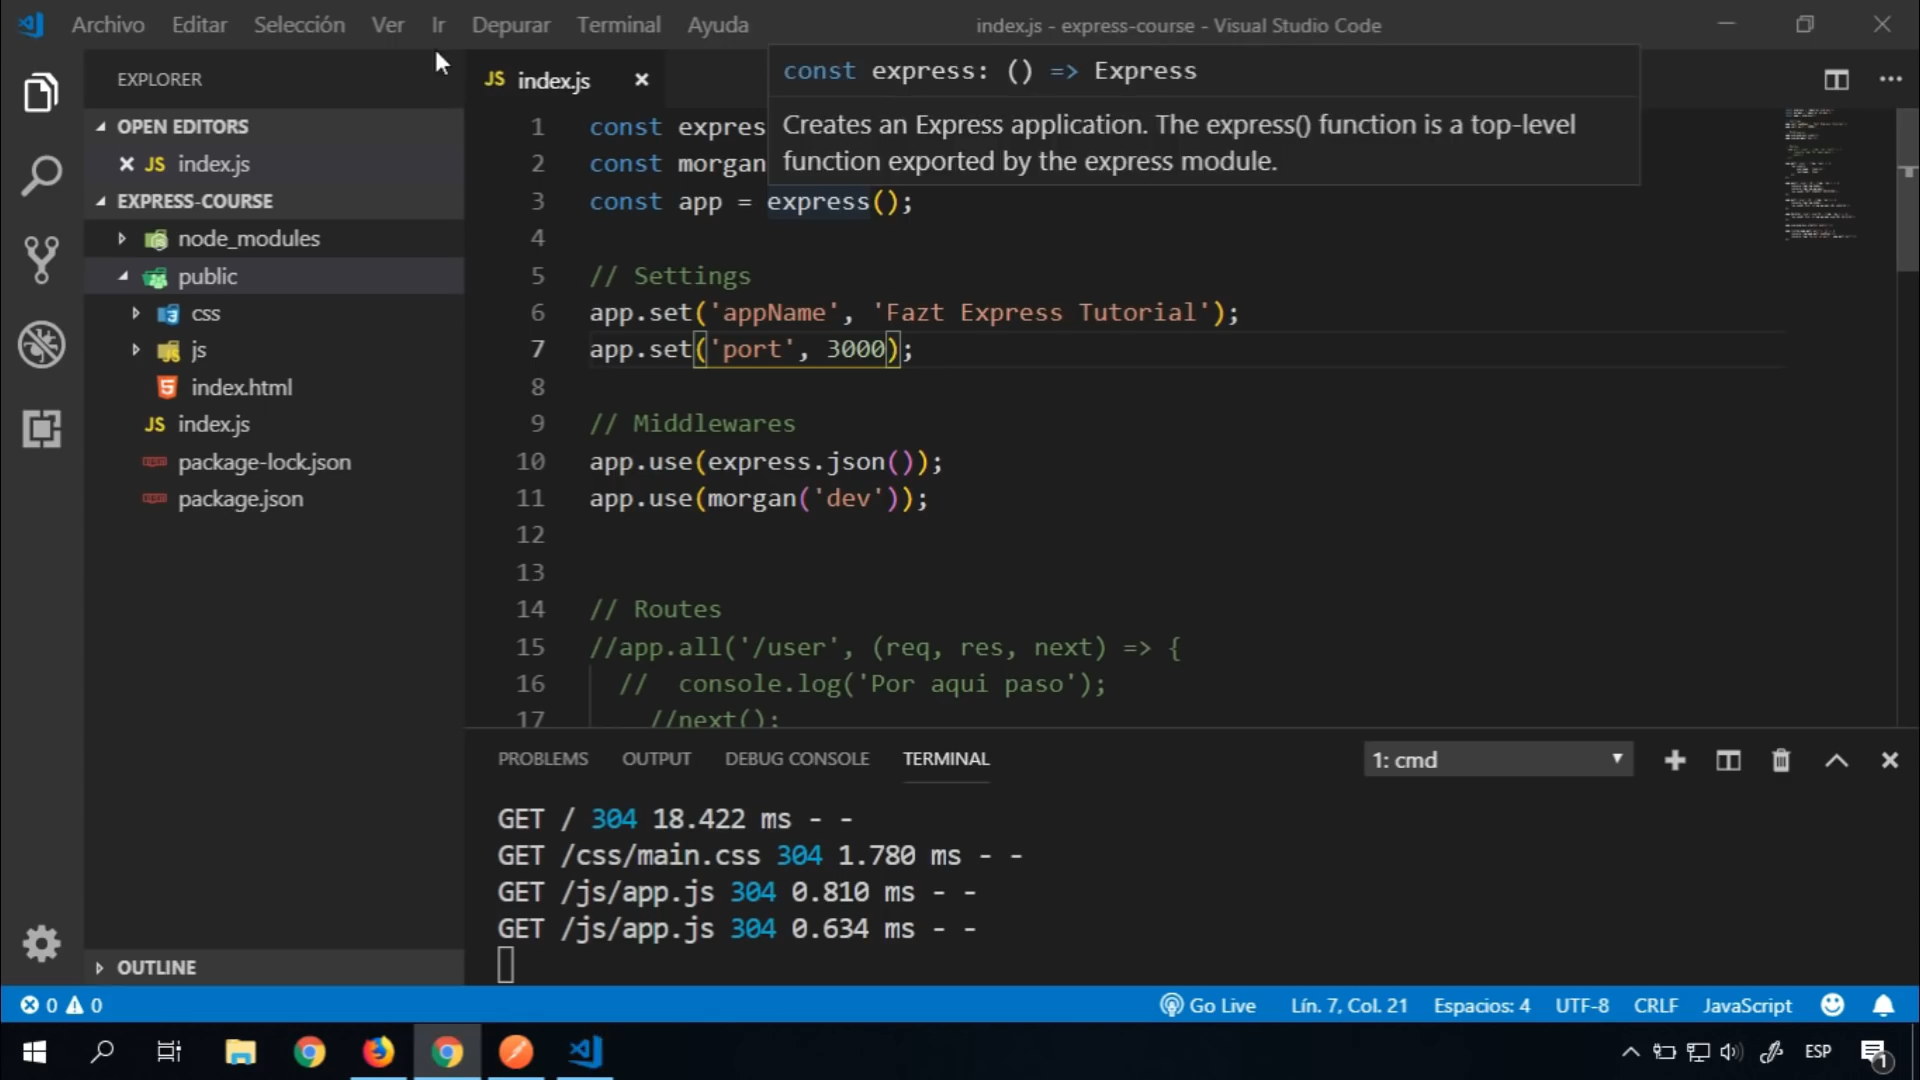 Archivo Editar Selección Ver Ir Depurar Terminal Ayuda
index.js - express-course - Visual Studio Code
EXPLORER
OPEN EDITORS
JS index.js
EXPRESS-COURSE
node_modules
public
css
js
index.html
JS index.js
package-lock.json
package.json
OUTLINE
JS index.js
const express: () => Express
Creates an Express application. The express() function is a top-level
function exported by the express module.
1 const expres
2 const morgan
3 const app = express();
4
5 // Settings
6 app.set('appName', 'Fazt Express Tutorial');
7 app.set('port', 3000);
8
9 // Middlewares
10 app.use(express.json());
11 app.use(morgan('dev'));
12
13
14 // Routes
15 //app.all('/user', (req, res, next) => {
16 // console.log('Por aqui paso');
17 //next();
PROBLEMS OUTPUT DEBUG CONSOLE TERMINAL
1: cmd
GET / 304 18.422 ms - -
GET /css/main.css 304 1.780 ms - -
GET /js/app.js 304 0.810 ms - -
GET /js/app.js 304 0.634 ms - -
0 0
Go Live Lín. 7, Col. 21 Espacios: 4 UTF-8 CRLF JavaScript
ESP
1